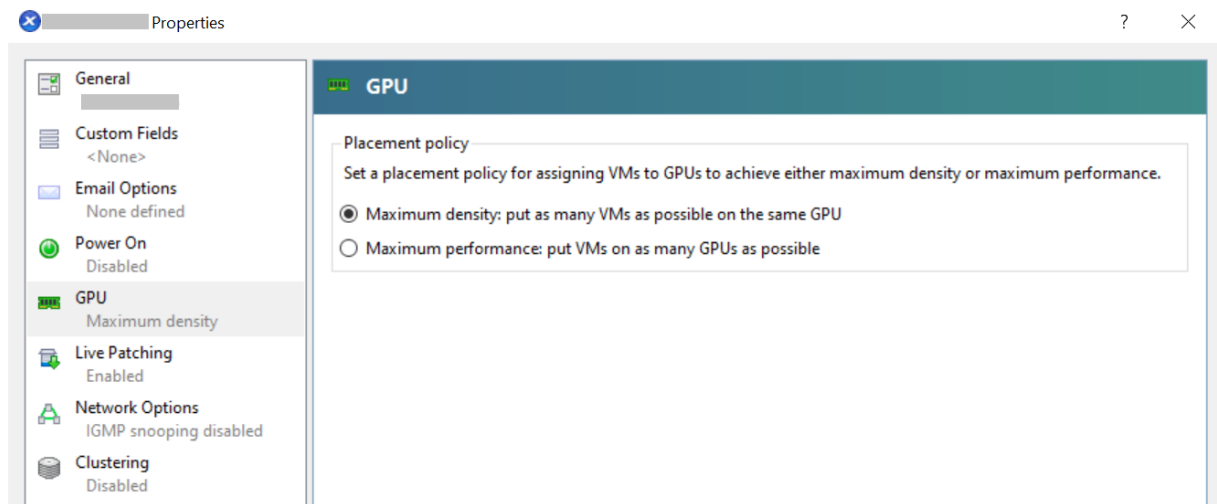 Properties
?
General
Custom Fields
<None>
Email Options
None defined
Power On
Disabled
GPU
Maximum density
Live Patching
Enabled
Network Options
IGMP snooping disabled
Clustering
Disabled
GPU
Placement policy
Set a placement policy for assigning VMs to GPUs to achieve either maximum density or maximum performance.
Maximum density: put as many VMs as possible on the same GPU
Maximum performance: put VMs on as many GPUs as possible